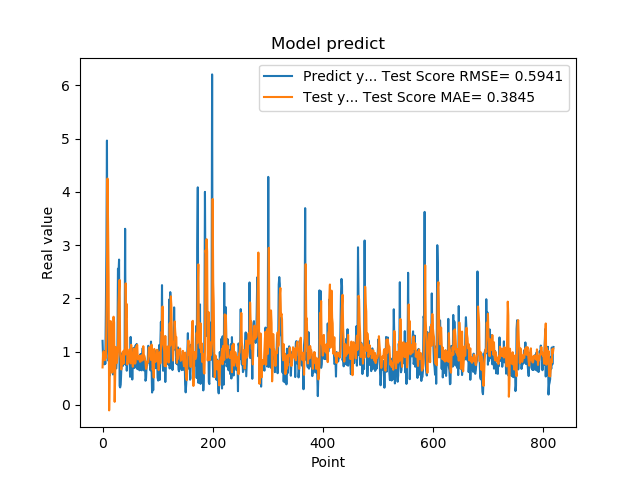 Model predict
Predict y... Test Score RMSE= 0.5941
Test y... Test Score MAE= 0.3845
Real value
6
5
4
3
2
1
0
0 200 400 600 800
Point